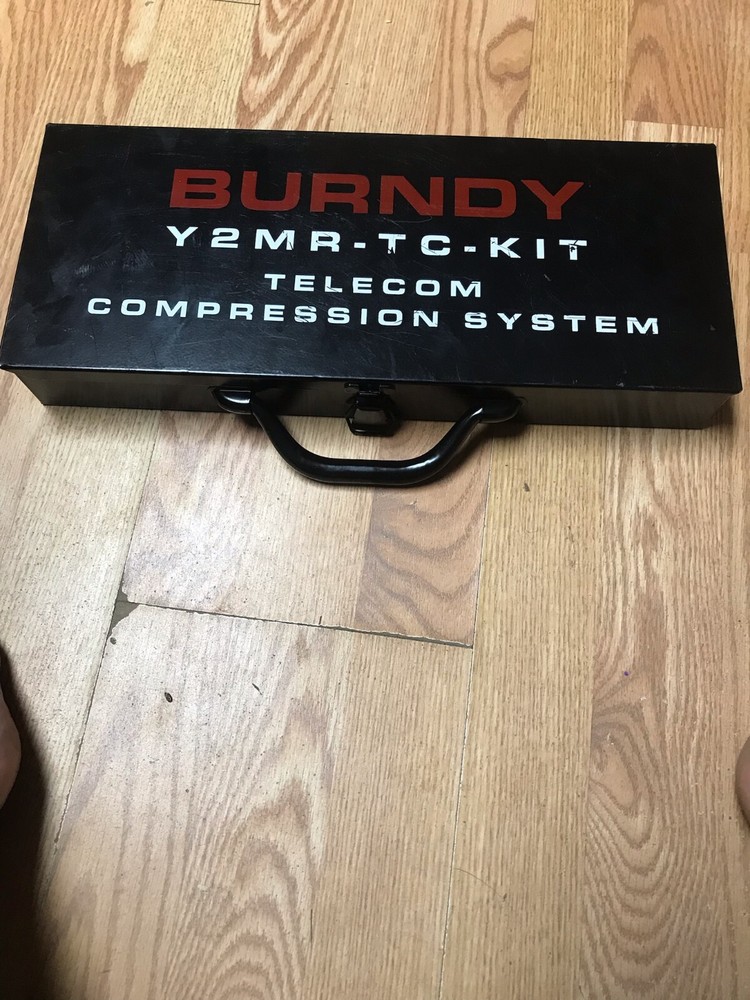 BURNDY
Y2MR-TC-KIT
TELECOM
COMPRESSION SYSTEM